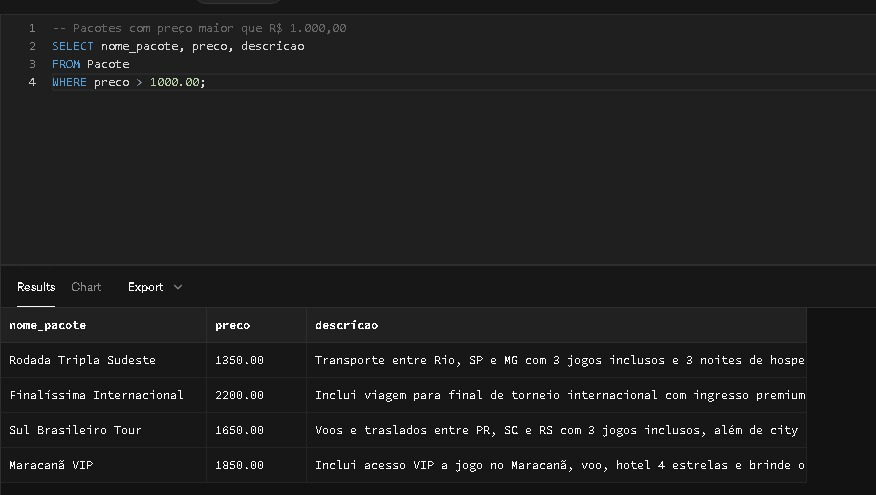 1 -- Pacotes com preço maior que R$ 1.000,00
2 SELECT nome_pacote, preco, descricao
3 FROM Pacote
4 WHERE preco > 1000.00;
Results Chart Export
nome_pacote preco descricao
Rodada Tripla Sudeste 1350.00 Transporte entre Rio, SP e MG com 3 jogos inclusos e 3 noites de hospe
Finalíssima Internacional 2200.00 Inclui viagem para final de torneio internacional com ingresso premium
Sul Brasileiro Tour 1650.00 Voos e traslados entre PR, SC e RS com 3 jogos inclusos, além de city
Maracanã VIP 1850.00 Inclui acesso VIP a jogo no Maracanã, voo, hotel 4 estrelas e brinde o